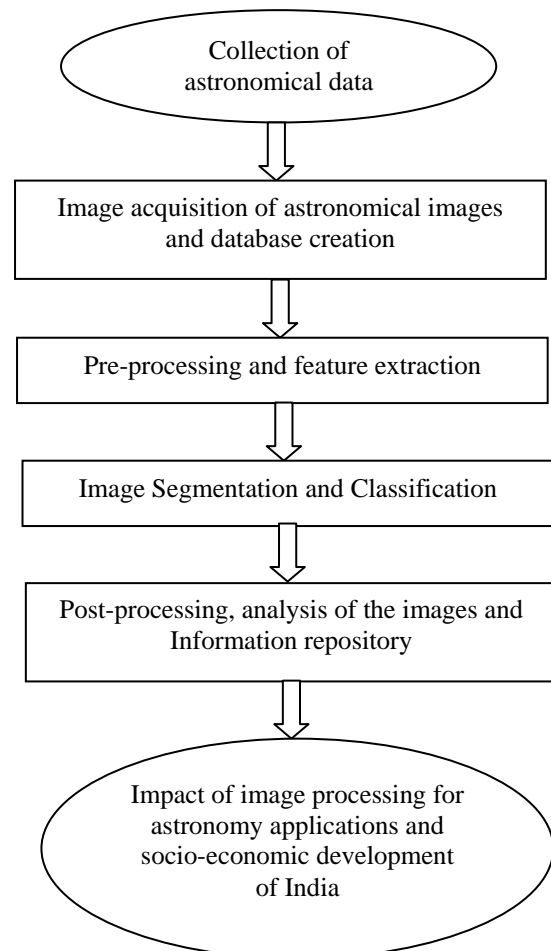 Collection of
astronomical data
Image acquisition of astronomical images
and database creation
Pre-processing and feature extraction
Image Segmentation and Classification
Post-processing, analysis of the images and
Information repository
Impact of image processing for
astronomy applications and
socio-economic development
of India